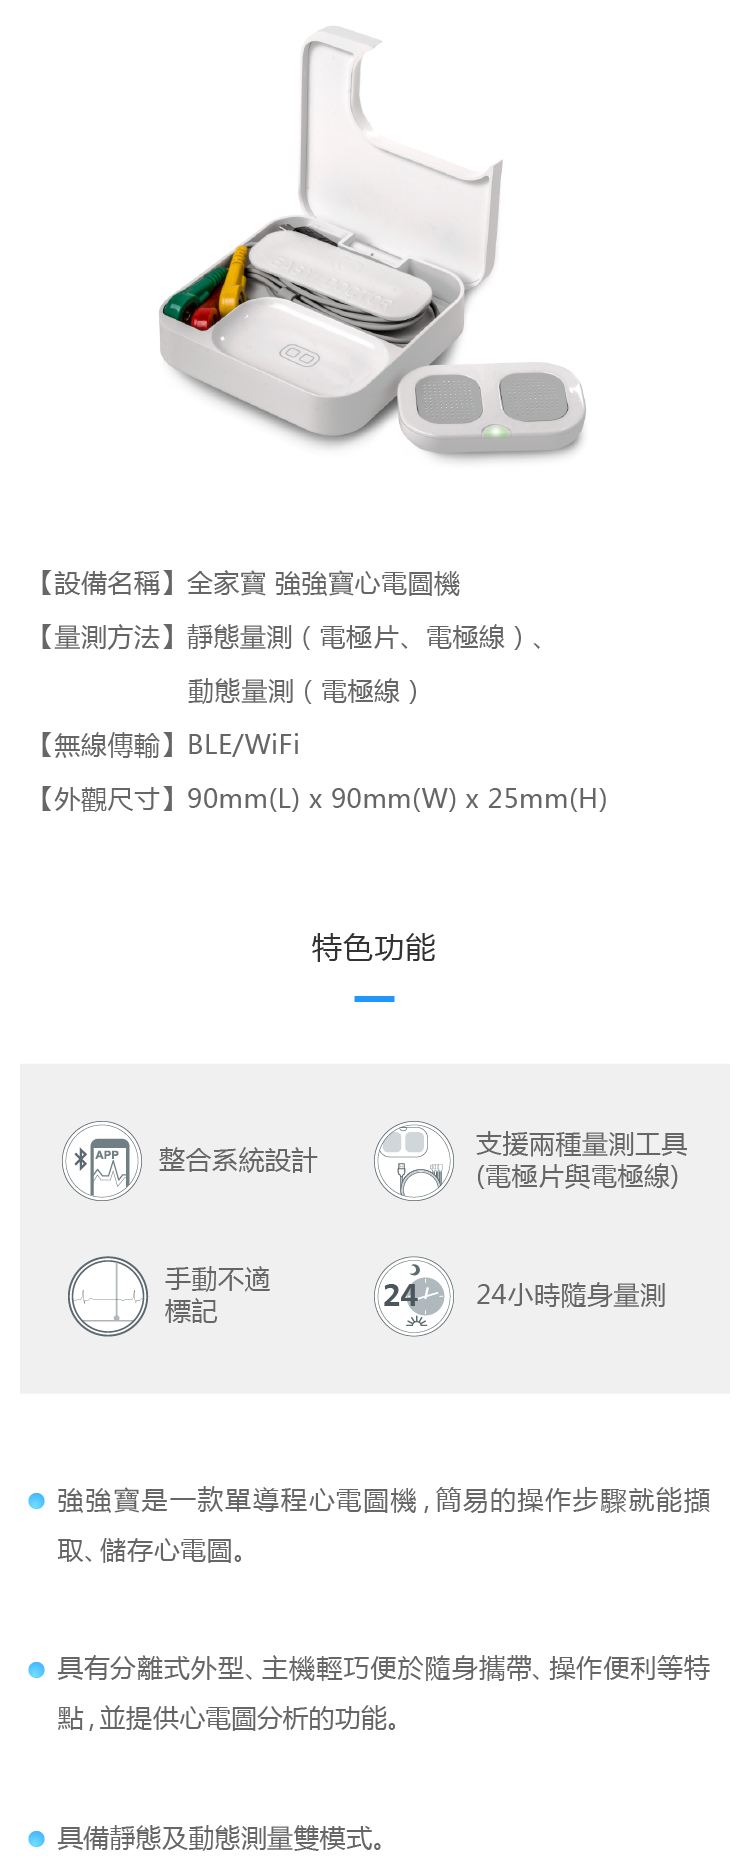 EASY DOCTOR
【設備名稱】全家寶 強強寶心電圖機
【量測方法】靜態量測（電極片、電極線）、
動態量測（電極線）
【無線傳輸】BLE/WiFi
【外觀尺寸】90mm(L) x 90mm(W) x 25mm(H)
特色功能
APP
整合系統設計
支援兩種量測工具
(電極片與電極線)
手動不適
標記
24
24小時隨身量測
強強寶是一款單導程心電圖機,簡易的操作步驟就能擷
取、儲存心電圖。
具有分離式外型、主機輕巧便於隨身攜帶、操作便利等特
點,並提供心電圖分析的功能。
具備靜態及動態測量雙模式。